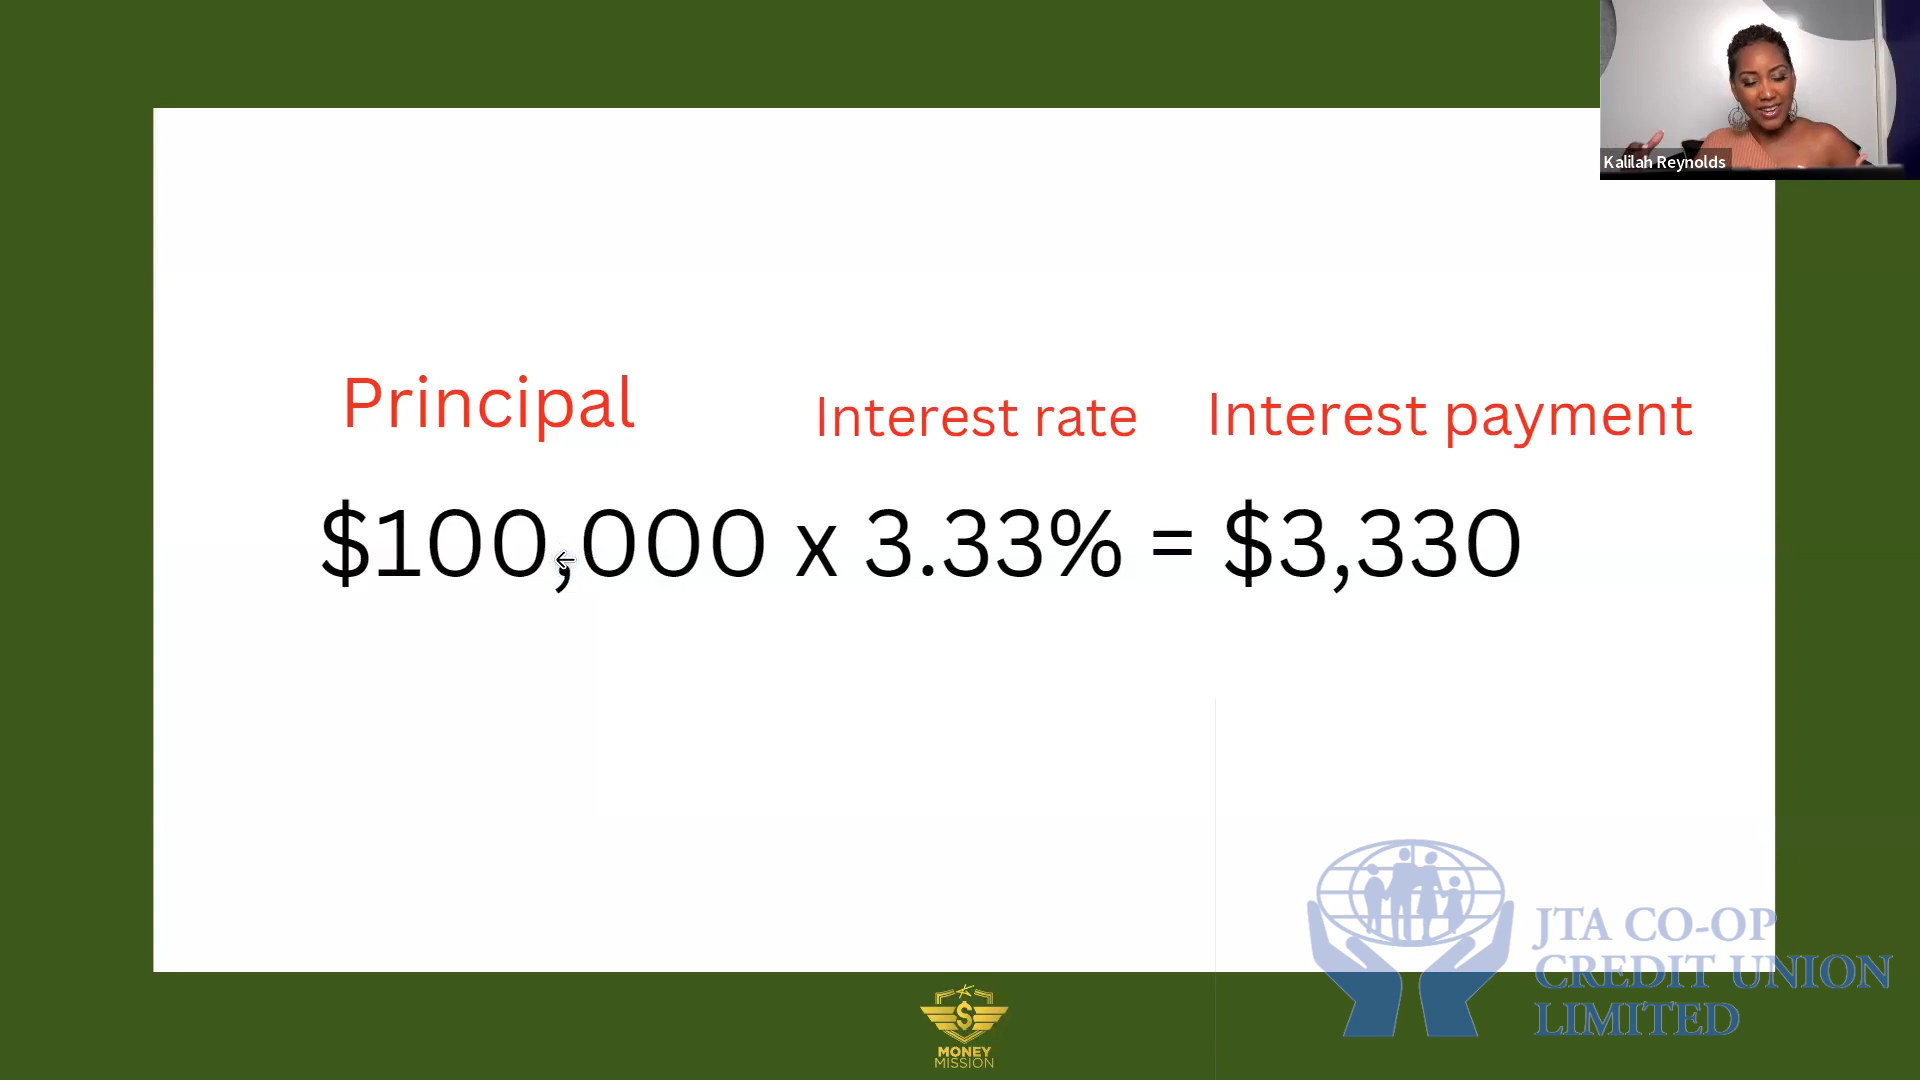 Kalilah Reynolds
Principal
Interest rate
Interest payment
$100,000 x 3.33% = $3,330
JTA CO-OP
CREDIT UNION
LIMITED
$
MONEY
MISSION